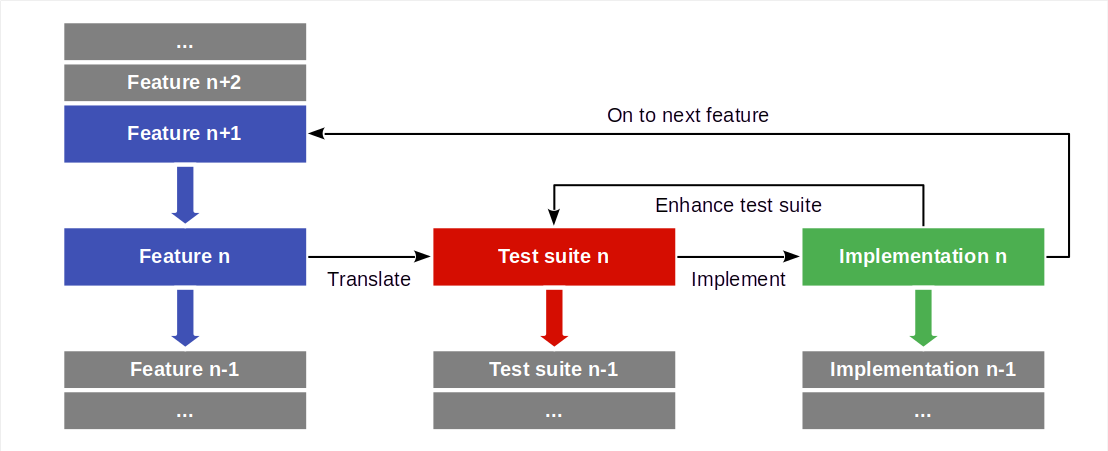 ...
Feature n+2
Feature n+1
On to next feature
Enhance test suite
Feature n
Translate
Test suite n
Implement
Implementation n
Feature n-1
Test suite n-1
Implementation n-1
...
...
...